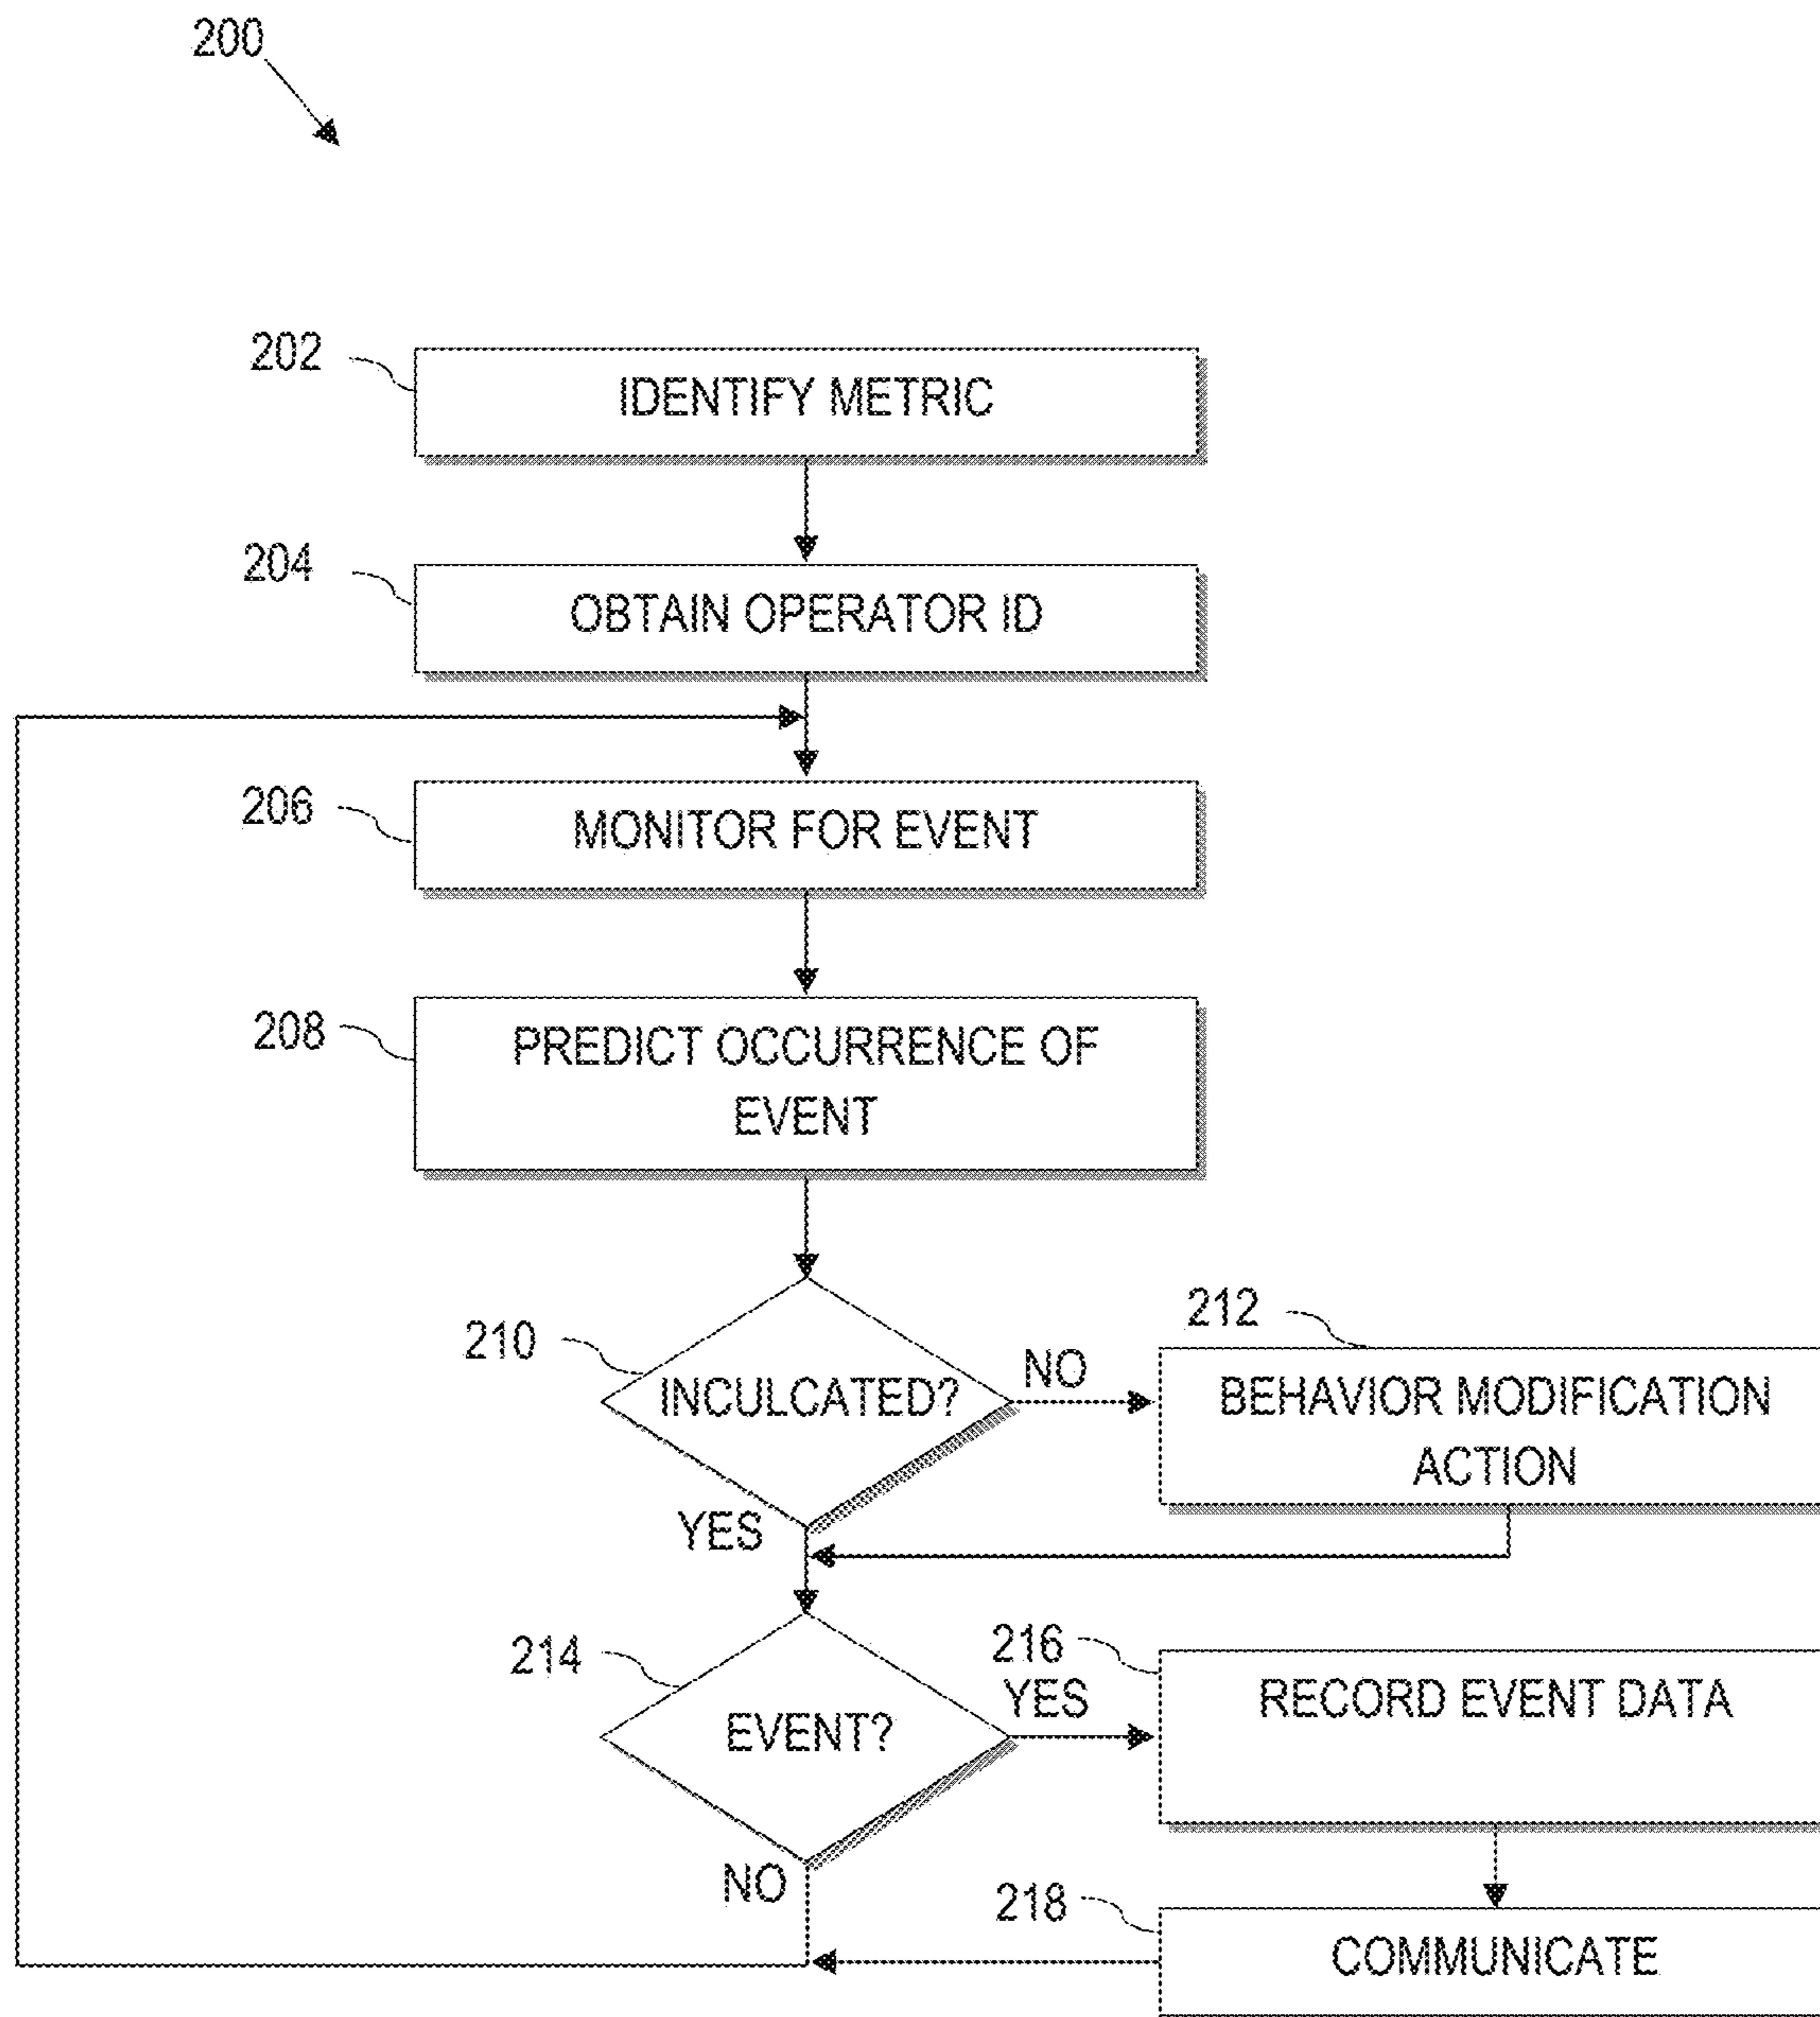 200
202
IDENTIFY METRIC
204
OBTAIN OPERATOR ID
206
MONITOR FOR EVENT
208
PREDICT OCCURRENCE OF
EVENT
210
INCULCATED?
NO
212
BEHAVIOR MODIFICATION
ACTION
YES
214
EVENT?
YES
216
RECORD EVENT DATA
NO
218
COMMUNICATE